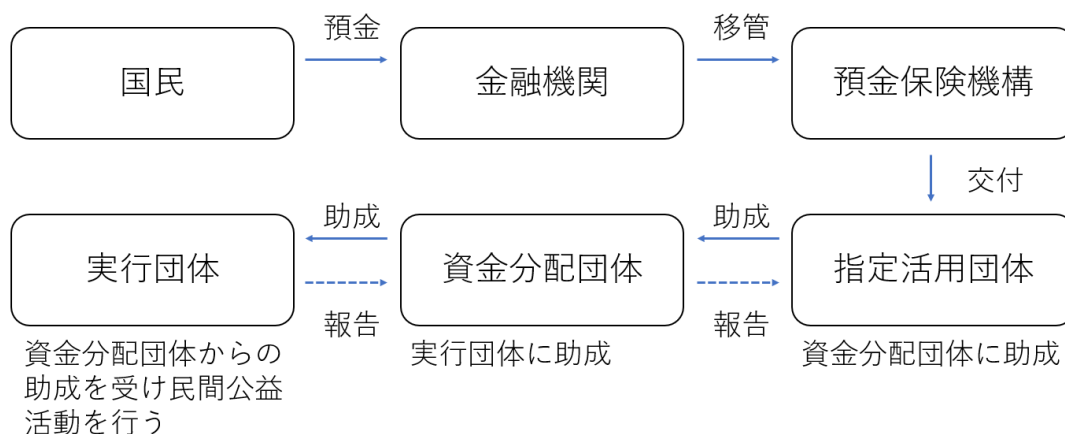 預金
移管
国民
金融機関
預金保険機構
交付
助成
助成
実行団体
資金分配団体
指定活用団体
報告
報告
資金分配団体からの
助成を受け民間公益
活動を行う
実行団体に助成
資金分配団体に助成